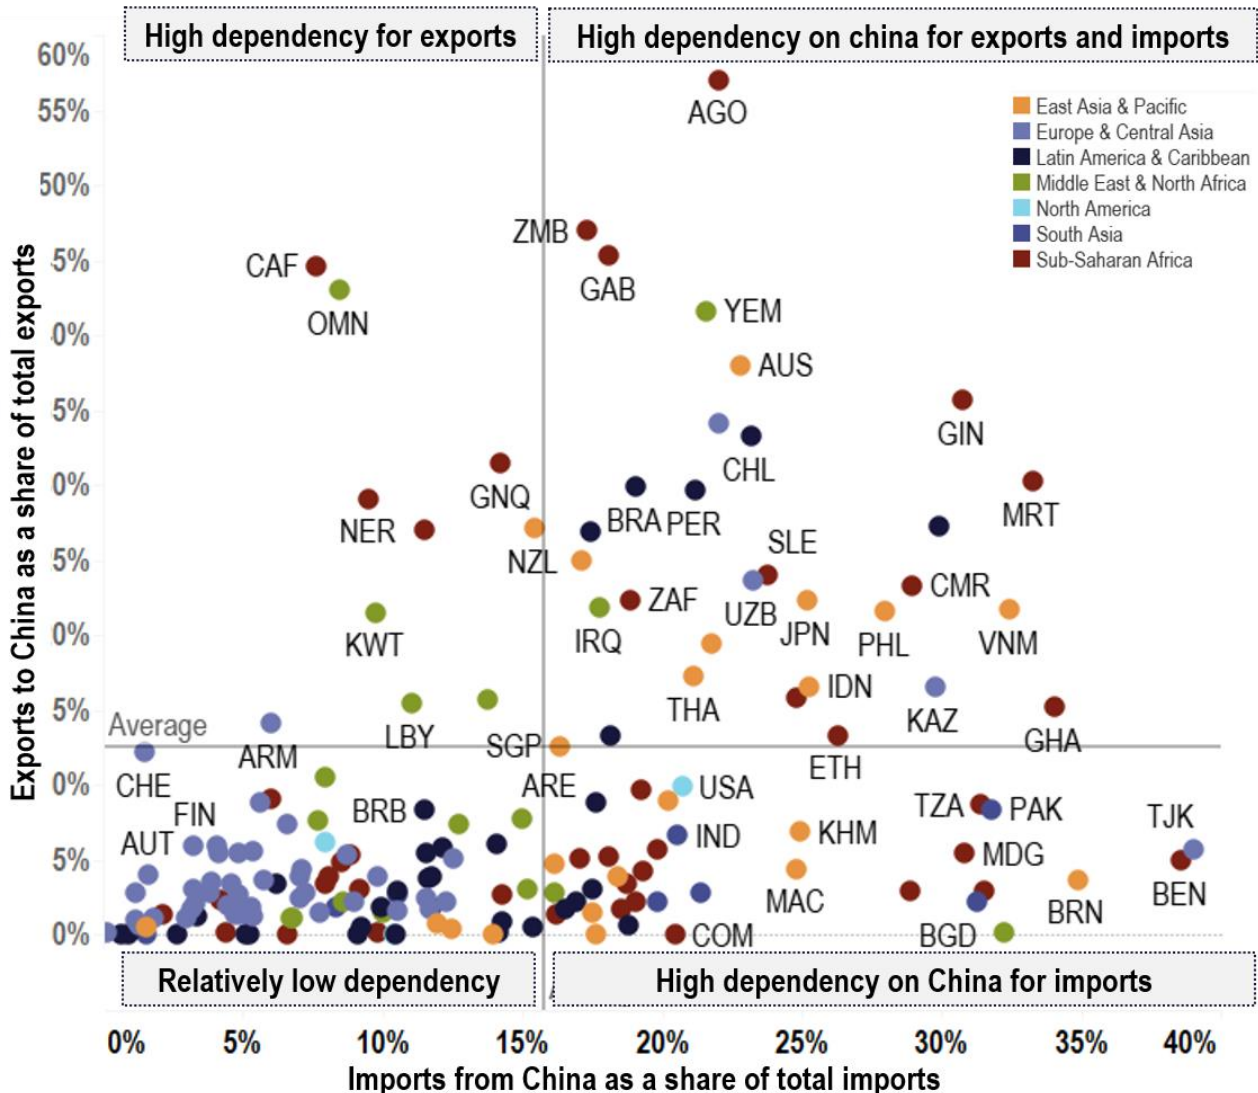 High dependency for exports
High dependency on china for exports and imports
60%
55%
50%
5%
0%
5%
0%
5%
0%
5%
0%
5%
0%
Exports to China as a share of total exports
East Asia & Pacific
Europe & Central Asia
Latin America & Caribbean
Middle East & North Africa
North America
South Asia
Sub-Saharan Africa
AGO
ZMB
GAB
CAF
OMN
YEM
AUS
GIN
CHL
GNQ
MRT
NER
BRA
PER
NZL
SLE
CMR
ZAF
UZB
JPN
IRQ
PHL
VNM
KWT
IDN
THA
KAZ
LBY
GHA
Average
SGP
ARM
ETH
CHE
ARE
USA
FIN
BRB
TZA
PAK
TJK
AUT
IND
KHM
MDG
MAC
BRN
BEN
COM
BGD
Relatively low dependency
High dependency on China for imports
0%
5%
10%
15%
20%
25%
30%
35%
40%
Imports from China as a share of total imports